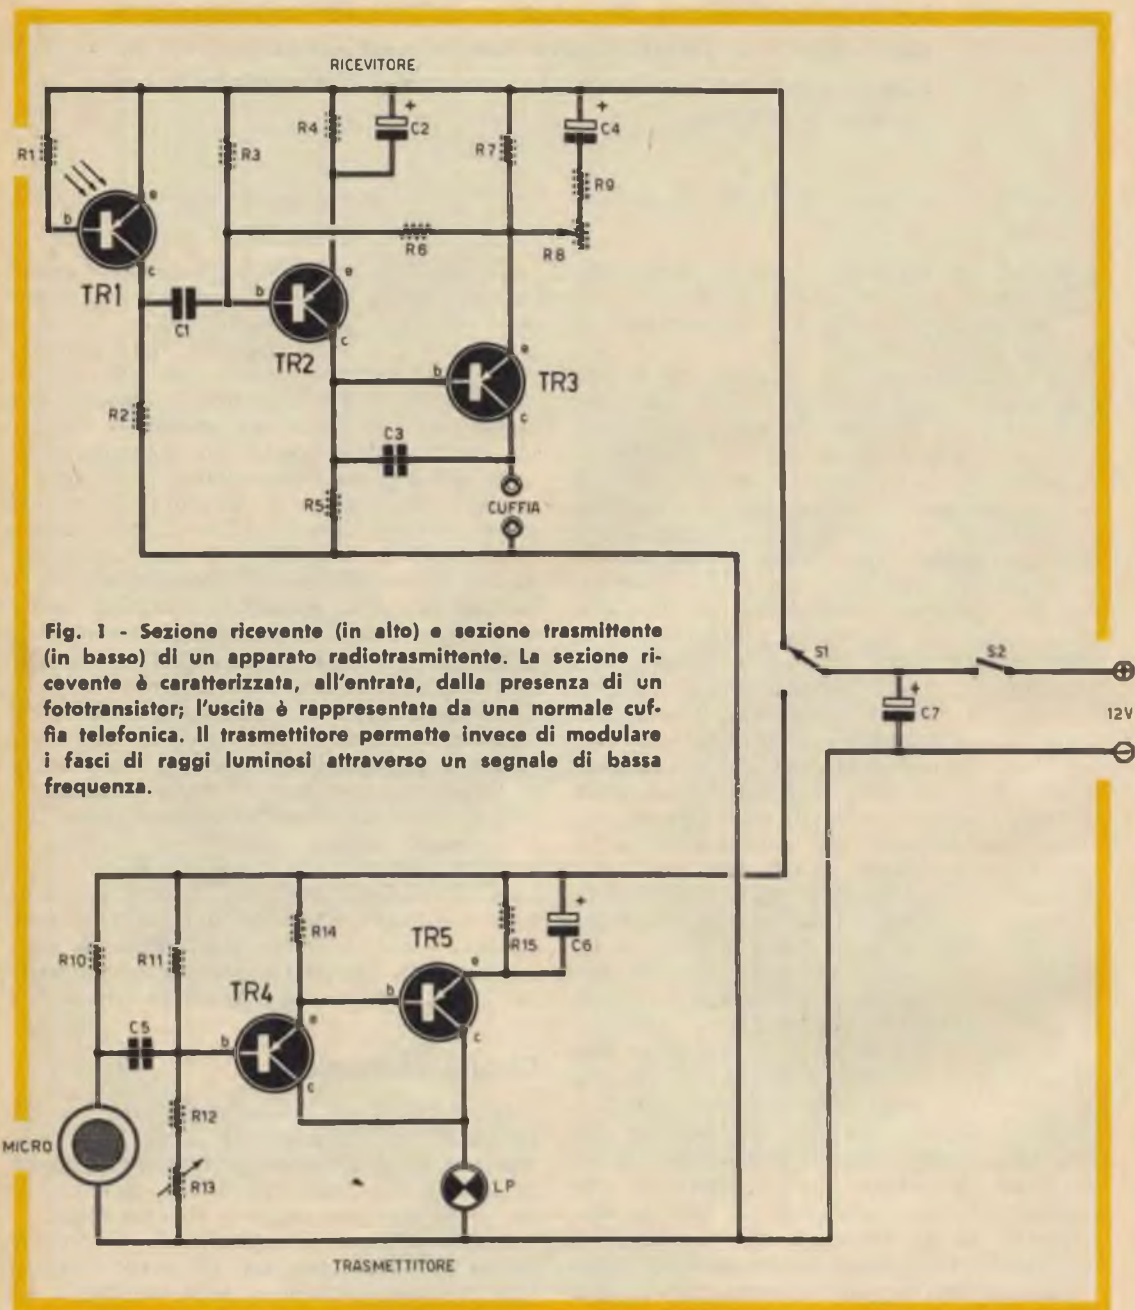 RICEVITORE
R1
R3
R4
+
C2
R7
+
C4
R9
R8
R6
b
e
c
TR1
C1
b
e
c
TR2
b
e
c
TR3
R2
C3
R5
CUFFIA
Fig. 1 - Sezione ricevente (in alto) e sezione trasmittente
(in basso) di un apparato radiotrasmittente. La sezione ri-
cevente è caratterizzata, all'entrata, dalla presenza di un
fototransistor; l'uscita è rappresentata da una normale cuf-
fia telefonica. Il trasmettitore permette invece di modulare
i fasci di raggi luminosi attraverso un segnale di bassa
frequenza.
S1
S2
+
C7
12V
R10
R11
R14
TR5
R15
+
C6
TR4
b
e
c
C5
b
e
c
R12
MICRO
R13
LP
TRASMETTITORE